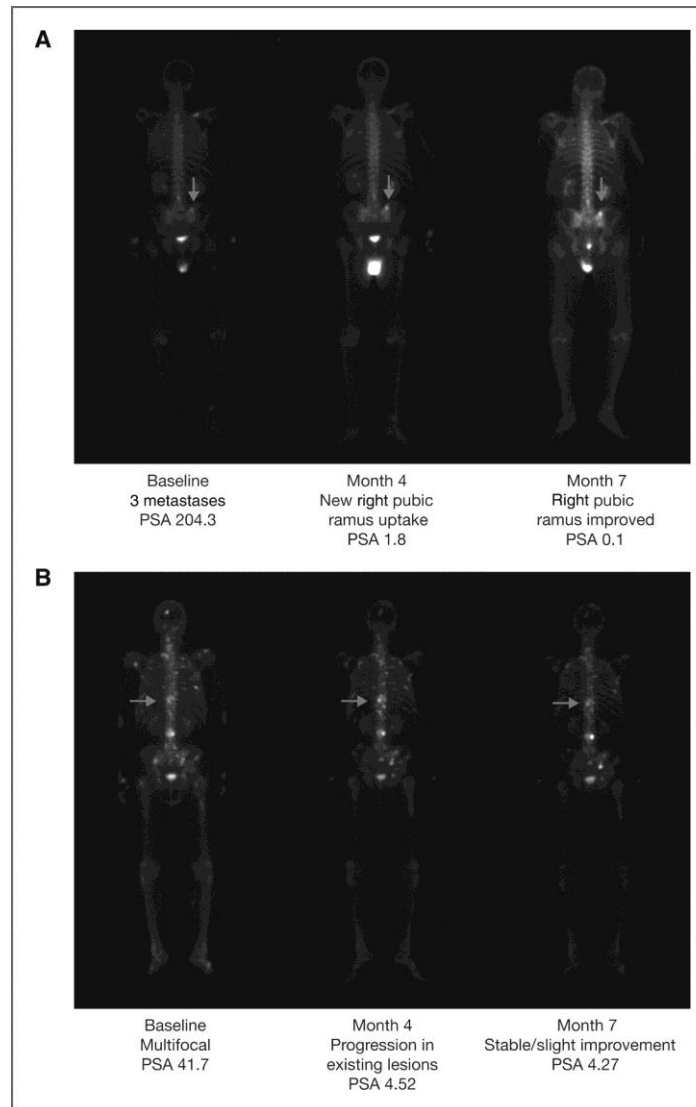 A
Baseline
3 metastases
PSA 204.3
Month 4
New right pubic
ramus uptake
PSA 1.8
Month 7
Right pubic
ramus improved
PSA 0.1
B
Baseline
Multifocal
PSA 41.7
Month 4
Progression in
existing lesions
PSA 4.52
Month 7
Stable/slight improvement
PSA 4.27